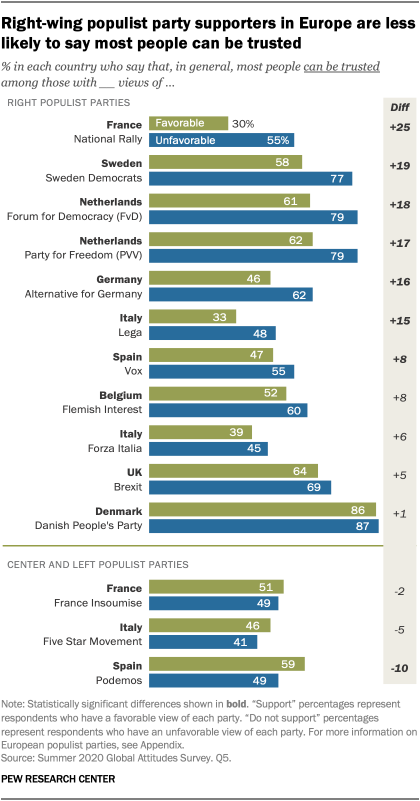 Right-wing populist party supporters in Europe are less
likely to say most people can be trusted
% in each country who say that, in general, most people can be trusted
among those with __ views of ...
RIGHT POPULIST PARTIES
Diff
France Favorable 30% +25
National Rally Unfavorable 55%
Sweden 58 +19
Sweden Democrats 77
Netherlands 61 +18
Forum for Democracy (FvD) 79
Netherlands 62 +17
Party for Freedom (PVV) 79
Germany 46 +16
Alternative for Germany 62
Italy 33 +15
Lega 48
Spain 47 +8
Vox 55
Belgium 52 +8
Flemish Interest 60
Italy 39 +6
Forza Italia 45
UK 64 +5
Brexit 69
Denmark 86 +1
Danish People's Party 87
CENTER AND LEFT POPULIST PARTIES
France 51 -2
France Insoumise 49
Italy 46 -5
Five Star Movement 41
Spain 59 -10
Podemos 49
Note: Statistically significant differences shown in bold. “Support” percentages represent
respondents who have a favorable view of each party. “Do not support” percentages
represent respondents who have an unfavorable view of each party. For more information on
European populist parties, see Appendix.
Source: Summer 2020 Global Attitudes Survey. Q5.
PEW RESEARCH CENTER